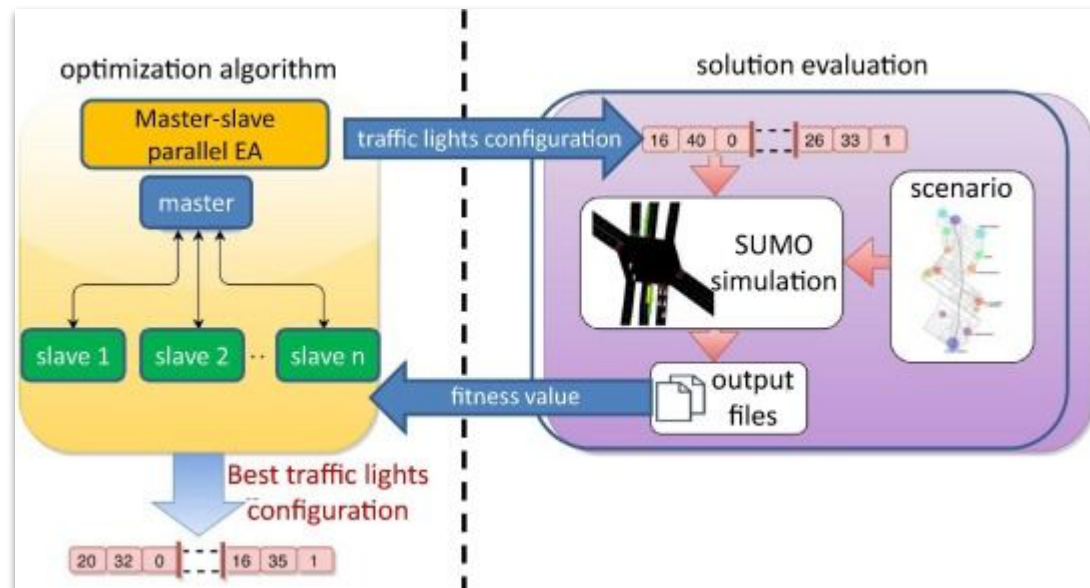 optimization algorithm
Master-slave
parallel EA
master
slave 1
slave 2
..
slave n
traffic lights configuration
fitness value
Best traffic lights
configuration
20 32 0 16 35 1
solution evaluation
16 40 0 26 33 1
SUMO
simulation
scenario
output
files